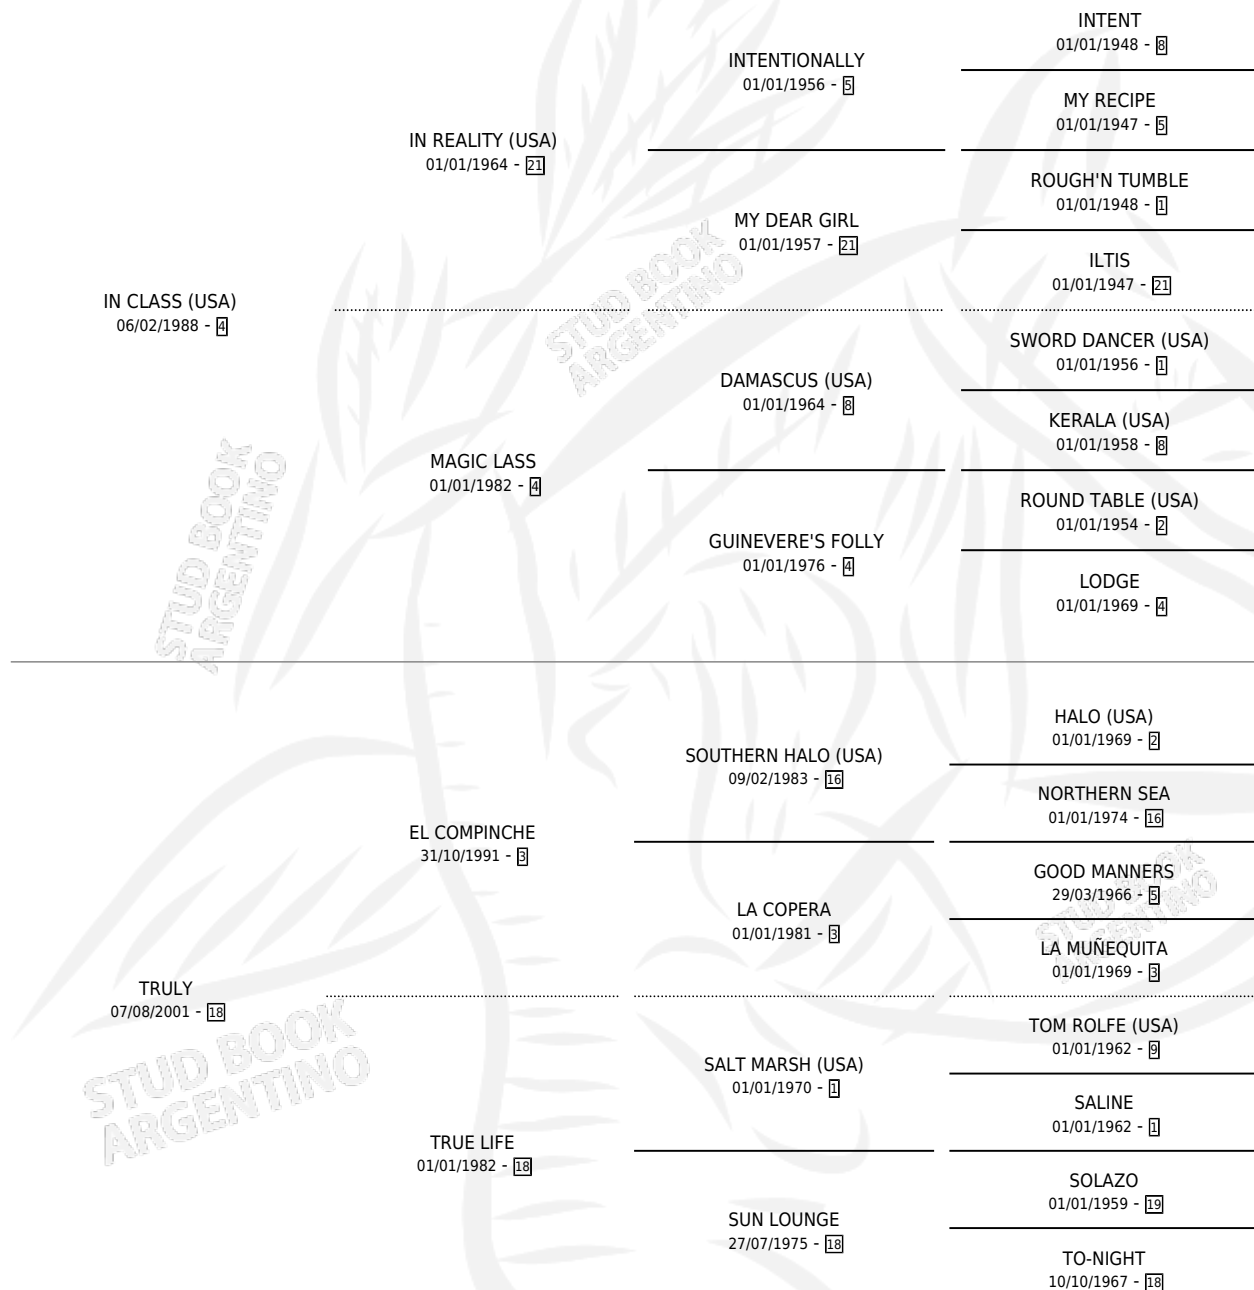 INTENT
01/01/1948 - 8
INTENTIONALLY
01/01/1956 - 5
MY RECIPE
01/01/1947 - 5
IN REALITY (USA)
01/01/1964 - 21
ROUGH'N TUMBLE
01/01/1948 - 1
MY DEAR GIRL
01/01/1957 - 21
ILTIS
01/01/1947 - 21
IN CLASS (USA)
06/02/1988 - 4
SWORD DANCER (USA)
01/01/1956 - 1
DAMASCUS (USA)
01/01/1964 - 8
KERALA (USA)
01/01/1958 - 8
MAGIC LASS
01/01/1982 - 4
ROUND TABLE (USA)
01/01/1954 - 2
GUINEVERE'S FOLLY
01/01/1976 - 4
LODGE
01/01/1969 - 4
HALO (USA)
01/01/1969 - 2
SOUTHERN HALO (USA)
09/02/1983 - 16
NORTHERN SEA
01/01/1974 - 16
EL COMPINCHE
31/10/1991 - 3
GOOD MANNERS
29/03/1966 - 5
LA COPERA
01/01/1981 - 3
LA MUÑEQUITA
01/01/1969 - 3
TRULY
07/08/2001 - 18
TOM ROLFE (USA)
01/01/1962 - 9
SALT MARSH (USA)
01/01/1970 - 1
SALINE
01/01/1962 - 1
TRUE LIFE
01/01/1982 - 18
SOLAZO
01/01/1959 - 19
SUN LOUNGE
27/07/1975 - 18
TO-NIGHT
10/10/1967 - 18
STUD BOOK
ARGENTINO
STUD BOOK
ARGENTINO
STUD BOOK
ARGENTINO
STUD BOOK
ARGENTINO